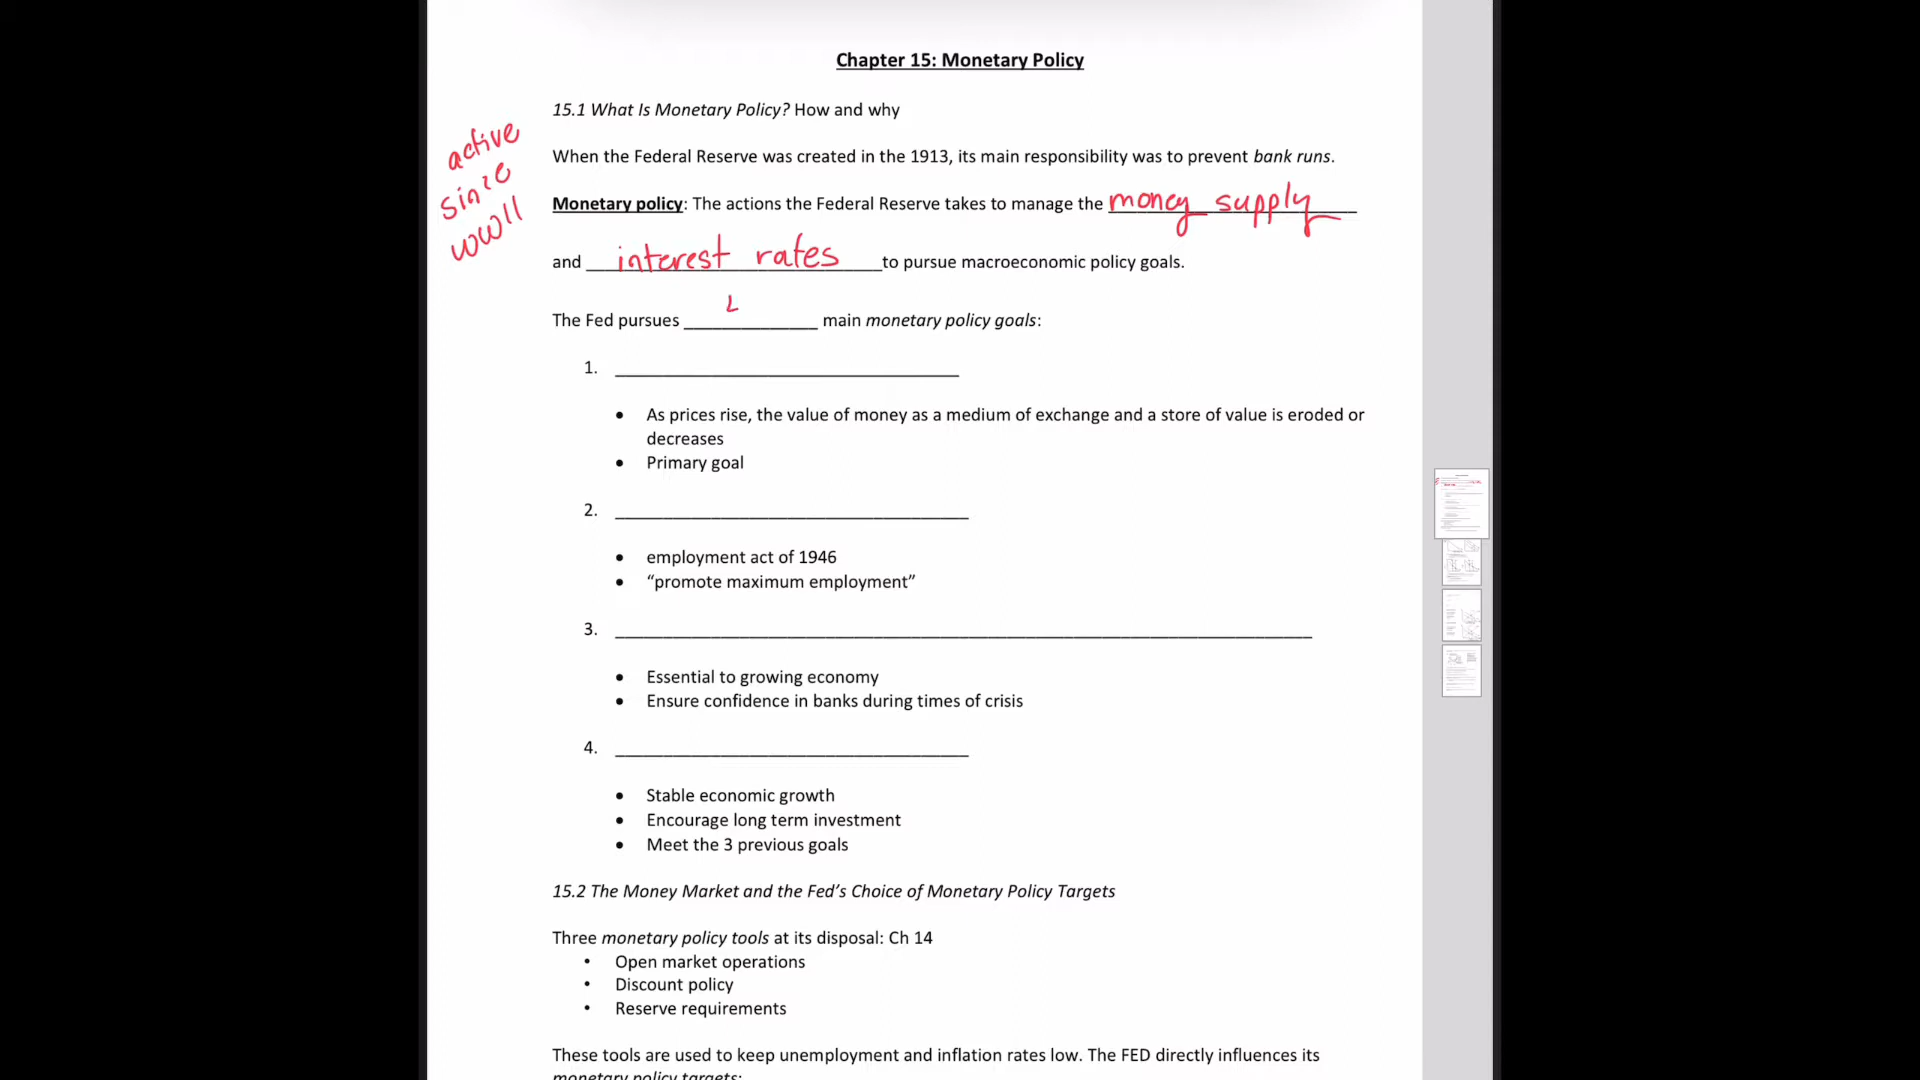 Chapter 15: Monetary Policy
15.1 What Is Monetary Policy? How and why
active
since
WWII
When the Federal Reserve was created in the 1913, its main responsibility was to prevent bank runs.
Monetary policy: The actions the Federal Reserve takes to manage the money supply
and interest rates to pursue macroeconomic policy goals.
The Fed pursues ______________ main monetary policy goals:
1. ____________________________________
• As prices rise, the value of money as a medium of exchange and a store of value is eroded or
decreases
• Primary goal
2. _____________________________________
• employment act of 1946
• “promote maximum employment”
3. _________________________________________________________________________
• Essential to growing economy
• Ensure confidence in banks during times of crisis
4. _____________________________________
• Stable economic growth
• Encourage long term investment
• Meet the 3 previous goals
15.2 The Money Market and the Fed’s Choice of Monetary Policy Targets
Three monetary policy tools at its disposal: Ch 14
• Open market operations
• Discount policy
• Reserve requirements
These tools are used to keep unemployment and inflation rates low. The FED directly influences its
monetary policy targets: